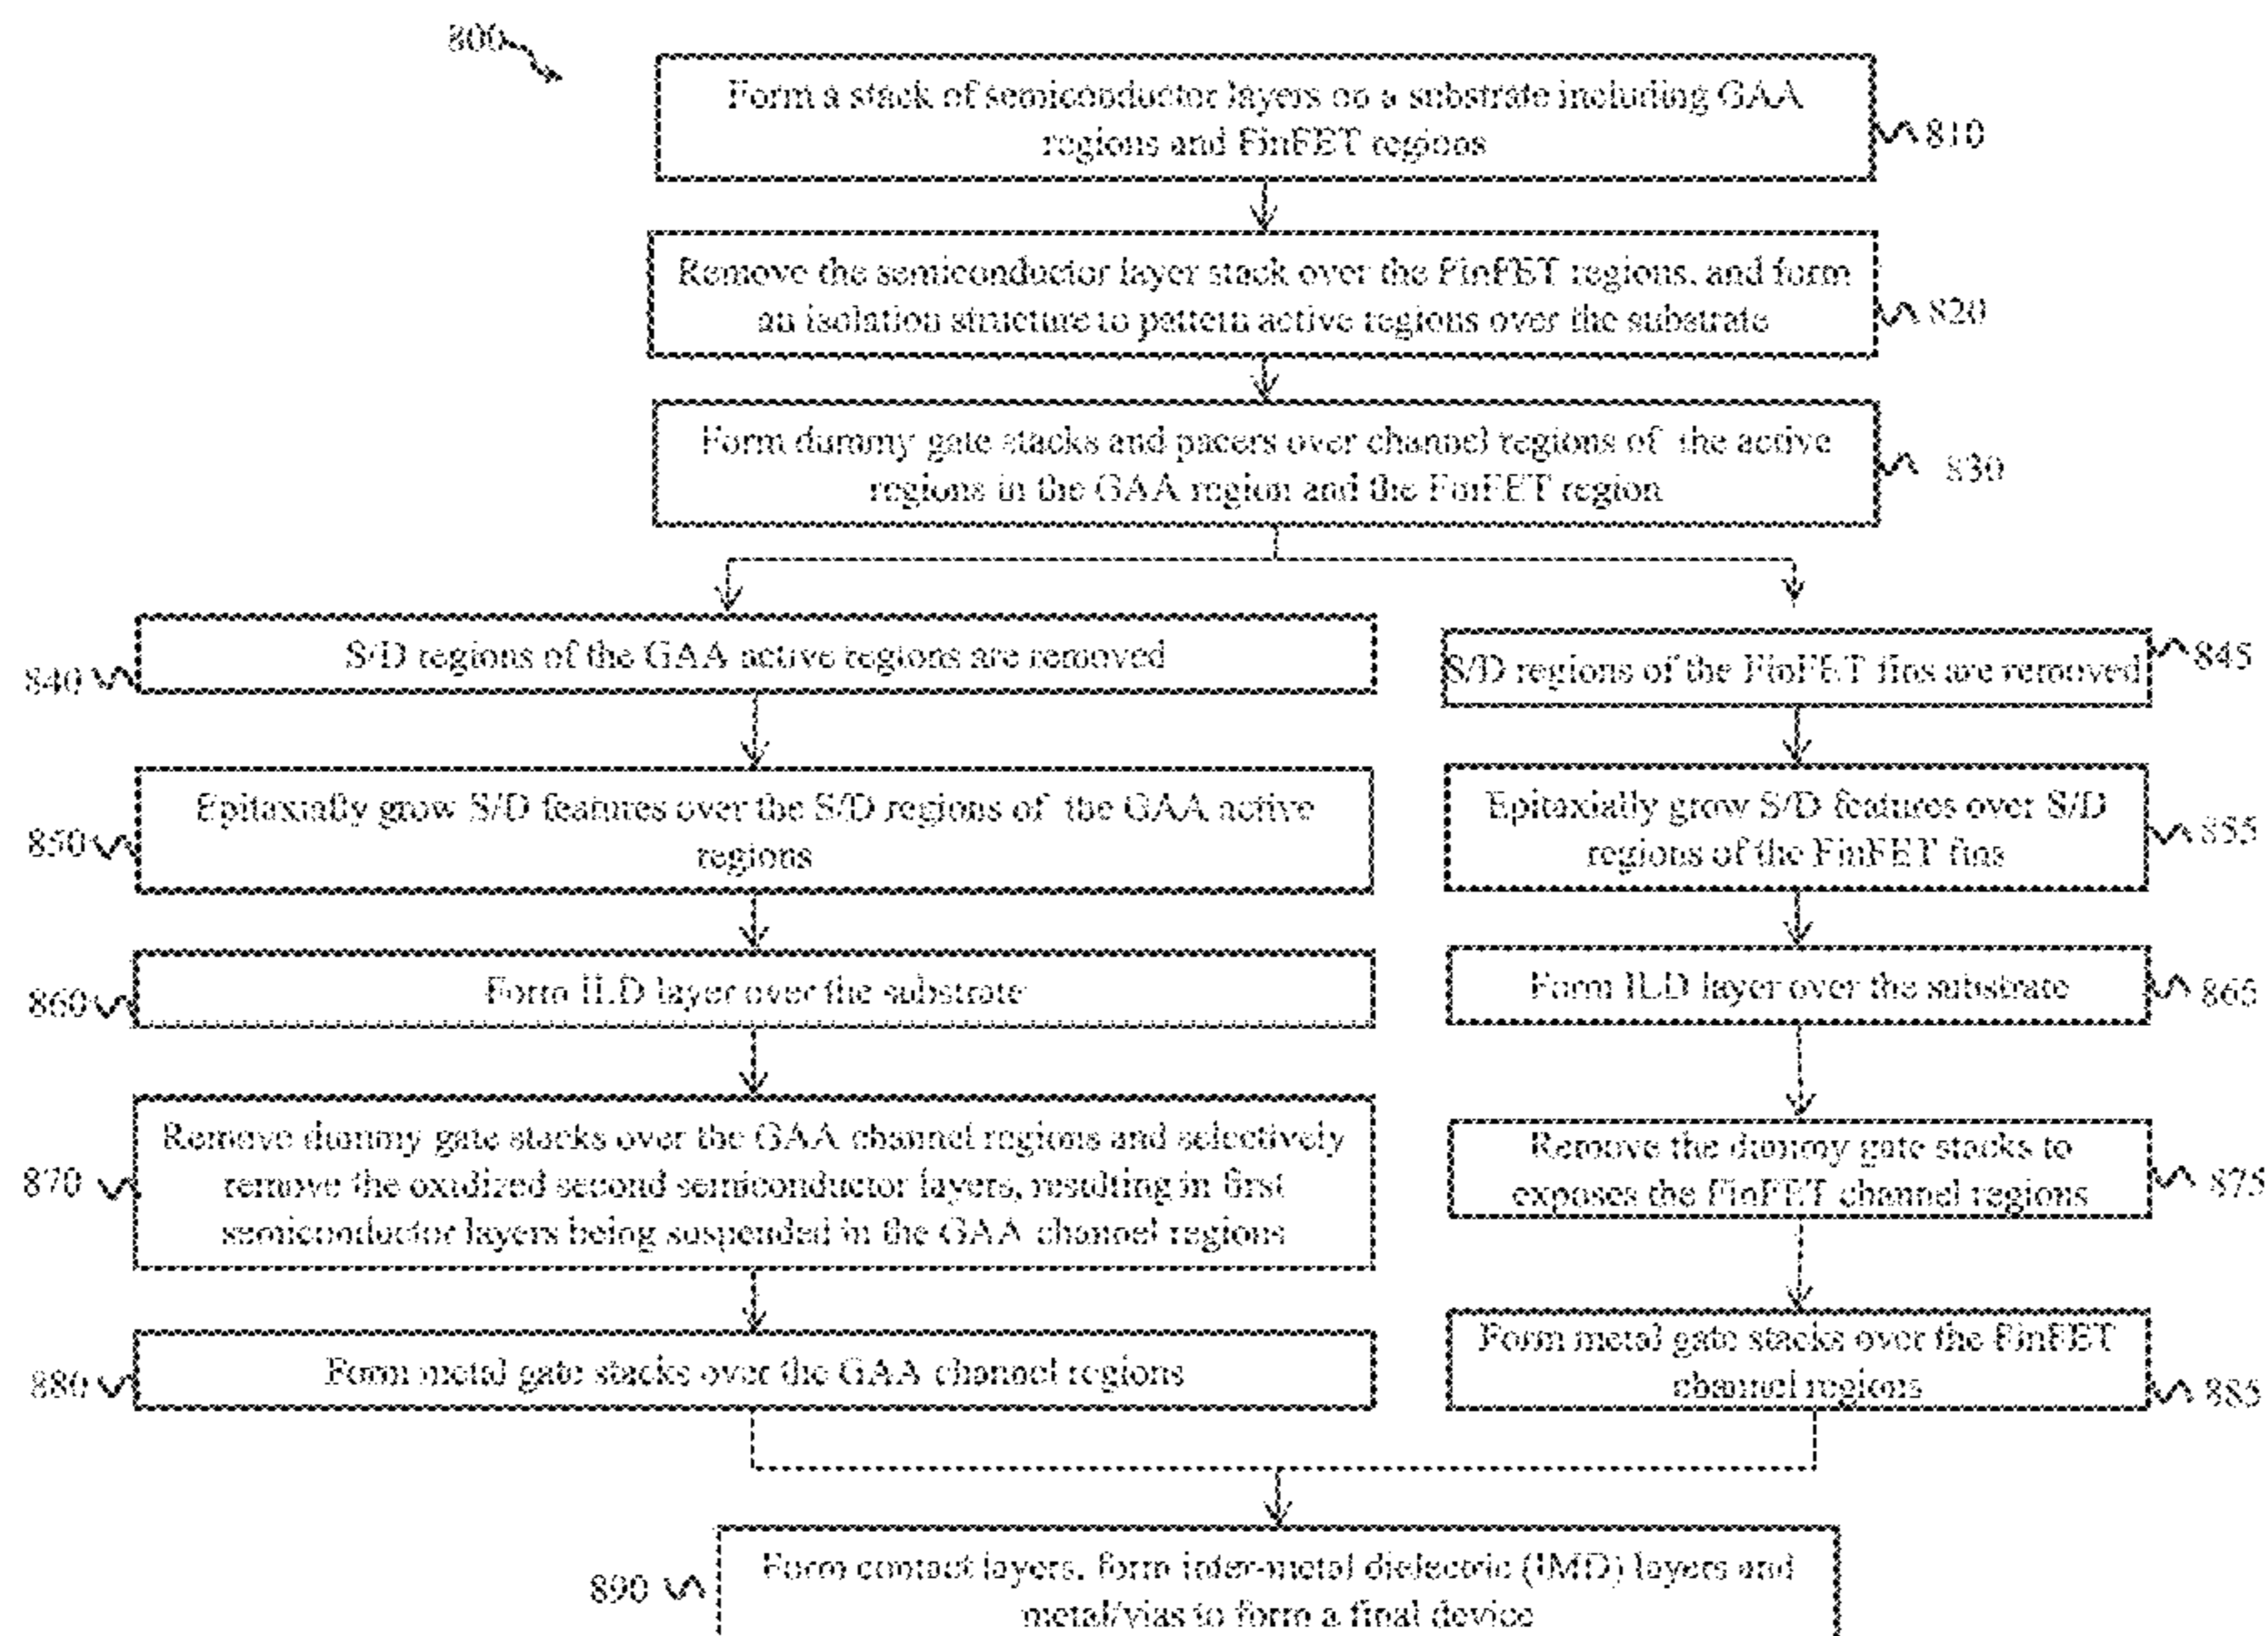 800
Form a stack of semiconductor layers on a substrate including GAA
regions and FinFET regions
810
Remove the semiconductor layer stack over the FinFET regions, and form
an isolation structure to pattern active regions over the substrate
820
Form dummy gate stacks and pacers over channel regions of the active
regions in the GAA region and the FinFET region
830
S/D regions of the GAA active regions are removed
840
S/D regions of the FinFET fins are removed
845
Epitaxially grow S/D features over the S/D regions of the GAA active
regions
850
Epitaxially grow S/D features over S/D
regions of the FinFET fins
855
Form ILD layer over the substrate
860
Form ILD layer over the substrate
865
Remove dummy gate stacks over the GAA channel regions and selectively
remove the oxidized second semiconductor layers, resulting in first
semiconductor layers being suspended in the GAA channel regions
870
Remove the dummy gate stacks to
exposes the FinFET channel regions
875
Form metal gate stacks over the GAA channel regions
880
Form metal gate stacks over the FinFET
channel regions
885
Form contact layers, form inter-metal dielectric (IMD) layers and
metal/vias to form a final device
890